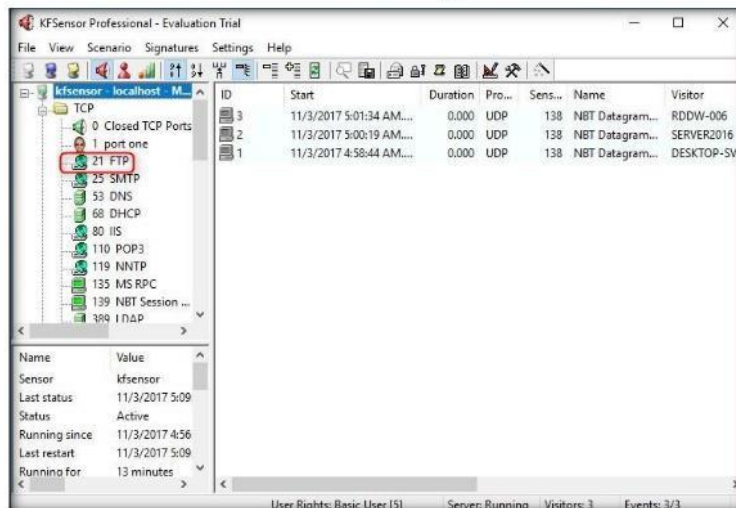 KFSensor Professional - Evaluation Trial
File View Scenario Signatures Settings Help
kfsensor - localhost - M...
TCP
0 Closed TCP Ports
1 port one
21 FTP
25 SMTP
53 DNS
68 DHCP
80 IIS
110 POP3
119 NNTP
135 MS RPC
139 NBT Session ...
389 LDAP
ID Start Duration Pro... Sens... Name Visitor
3 11/3/2017 5:01:34 AM.... 0.000 UDP 138 NBT Datagram... RDDW-006
2 11/3/2017 5:00:19 AM.... 0.000 UDP 138 NBT Datagram... SERVER2016
1 11/3/2017 4:58:44 AM.... 0.000 UDP 138 NBT Datagram... DESKTOP-SV
Name Value
Sensor kfsensor
Last status 11/3/2017 5:09
Status Active
Running since 11/3/2017 4:56
Last restart 11/3/2017 5:09
Running for 13 minutes
User Rights: Basic User [5] Server: Running Visitors: 3 Events: 3/3